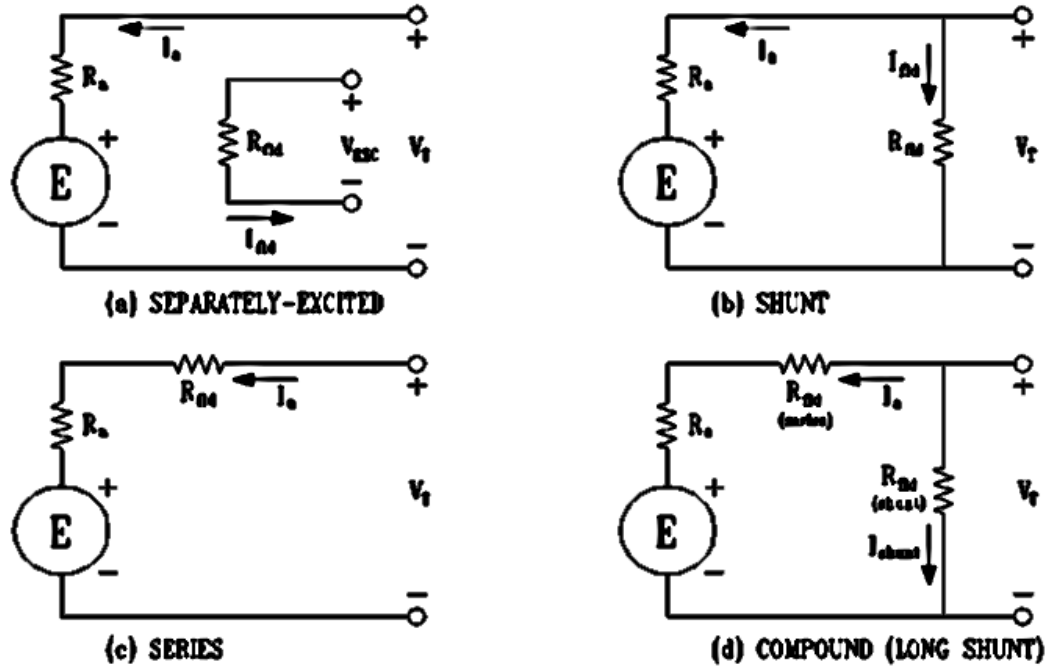 Ia
+
Ra
Rfld
+
VEXC
−
+
E
−
Ifld
VT
−
(a) SEPARATELY-EXCITED
Ia
+
Ra
Ifld
Rfld
+
E
−
VT
−
(b) SHUNT
Rfld
Ia
+
Ra
+
E
−
VT
−
(c) SERIES
Rfld
(series)
Ia
+
Ra
Rfld
(shunt)
+
E
−
Ishunt
VT
−
(d) COMPOUND (LONG SHUNT)